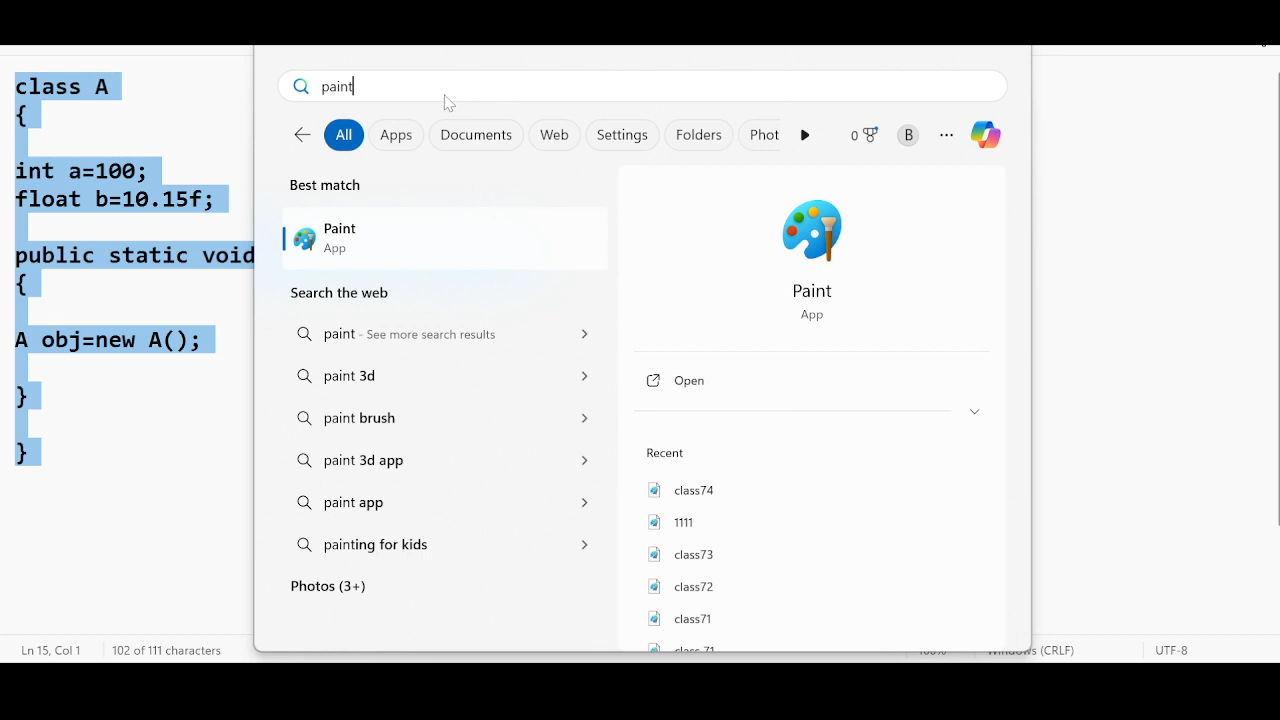 class A
{
int a=100;
float b=10.15f;
public static void
{
A obj=new A();
}
}
Ln 15, Col 1
102 of 111 characters
paint
All
Apps
Documents
Web
Settings
Folders
Phot
0
B
Best match
Paint
App
Search the web
paint - See more search results
paint 3d
paint brush
paint 3d app
paint app
painting for kids
Photos (3+)
Paint
App
Open
Recent
class74
1111
class73
class72
class71
class 71
100%
Windows (CRLF)
UTF-8